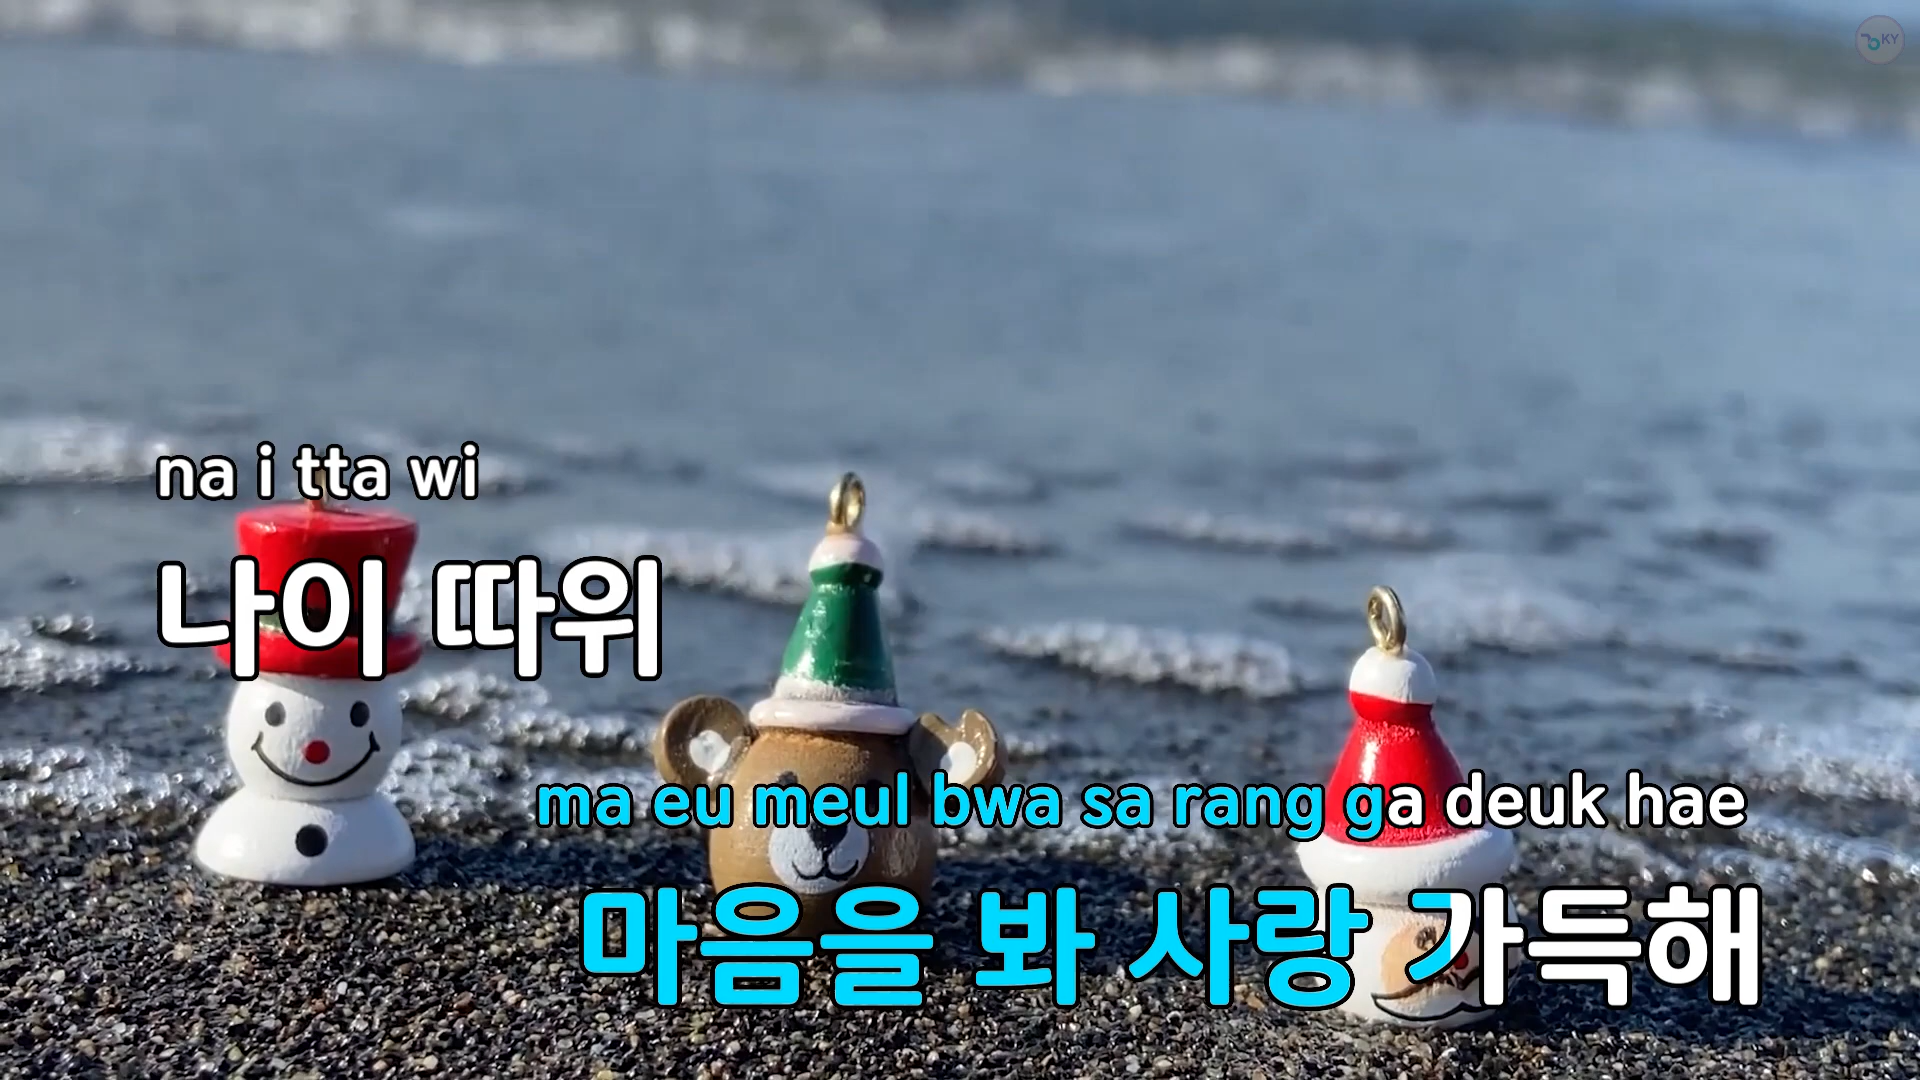 KY
na i tta wi
나이 따위
ma eu meul bwa sa rang ga deuk hae
마음을 봐 사랑 가득해